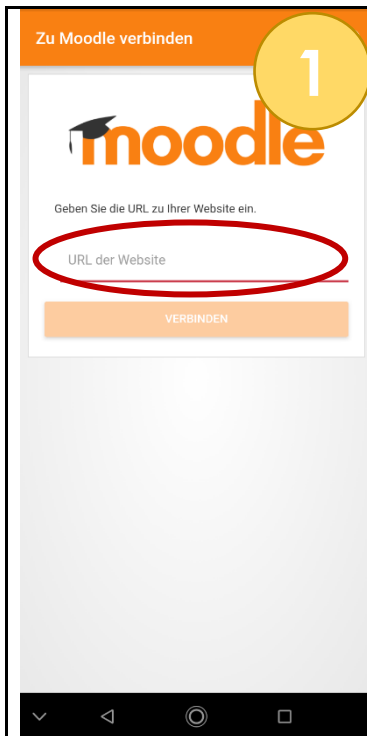 Zu Moodle verbinden
1
moodle
Geben Sie die URL zu Ihrer Website ein.
URL der Website
VERBINDEN